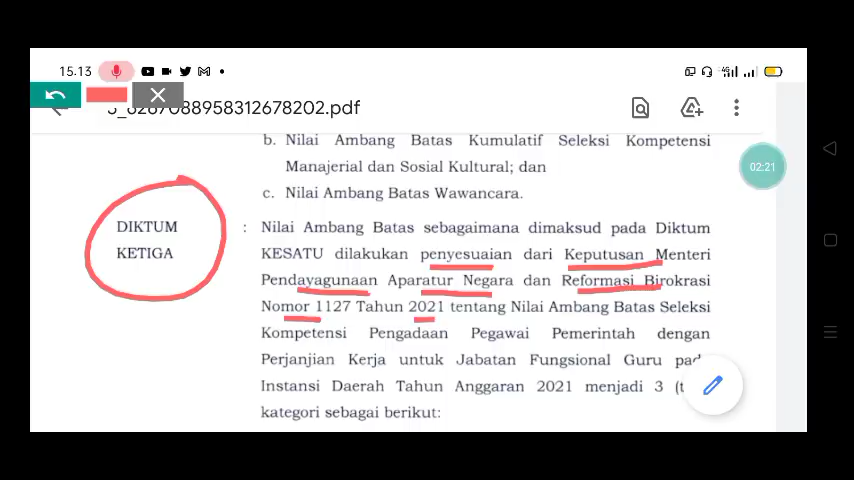 15.13
02:21
5_6267088958312678202.pdf
b. Nilai Ambang Batas Kumulatif Seleksi Kompetensi
Manajerial dan Sosial Kultural; dan
c. Nilai Ambang Batas Wawancara.
DIKTUM
KETIGA
: Nilai Ambang Batas sebagaimana dimaksud pada Diktum
KESATU dilakukan penyesuaian dari Keputusan Menteri
Pendayagunaan Aparatur Negara dan Reformasi Birokrasi
Nomor 1127 Tahun 2021 tentang Nilai Ambang Batas Seleksi
Kompetensi Pengadaan Pegawai Pemerintah dengan
Perjanjian Kerja untuk Jabatan Fungsional Guru pada
Instansi Daerah Tahun Anggaran 2021 menjadi 3
kategori sebagai berikut: